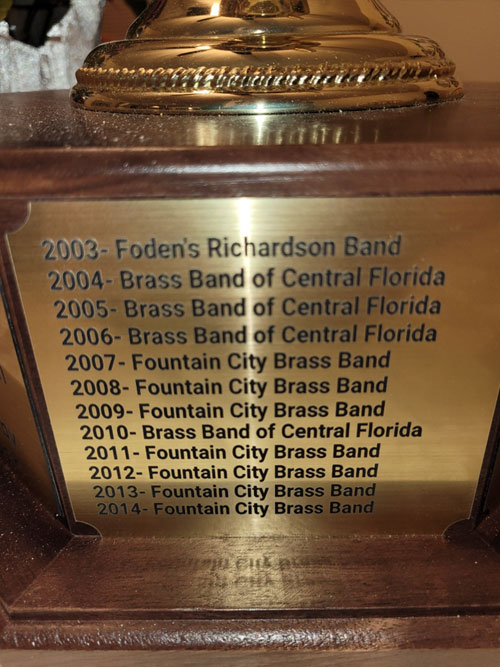 2003- Foden's Richardson Band
2004- Brass Band of Central Florida
2005- Brass Band of Central Florida
2006- Brass Band of Central Florida
2007- Fountain City Brass Band
2008- Fountain City Brass Band
2009- Fountain City Brass Band
2010- Brass Band of Central Florida
2011- Fountain City Brass Band
2012- Fountain City Brass Band
2013- Fountain City Brass Band
2014- Fountain City Brass Band